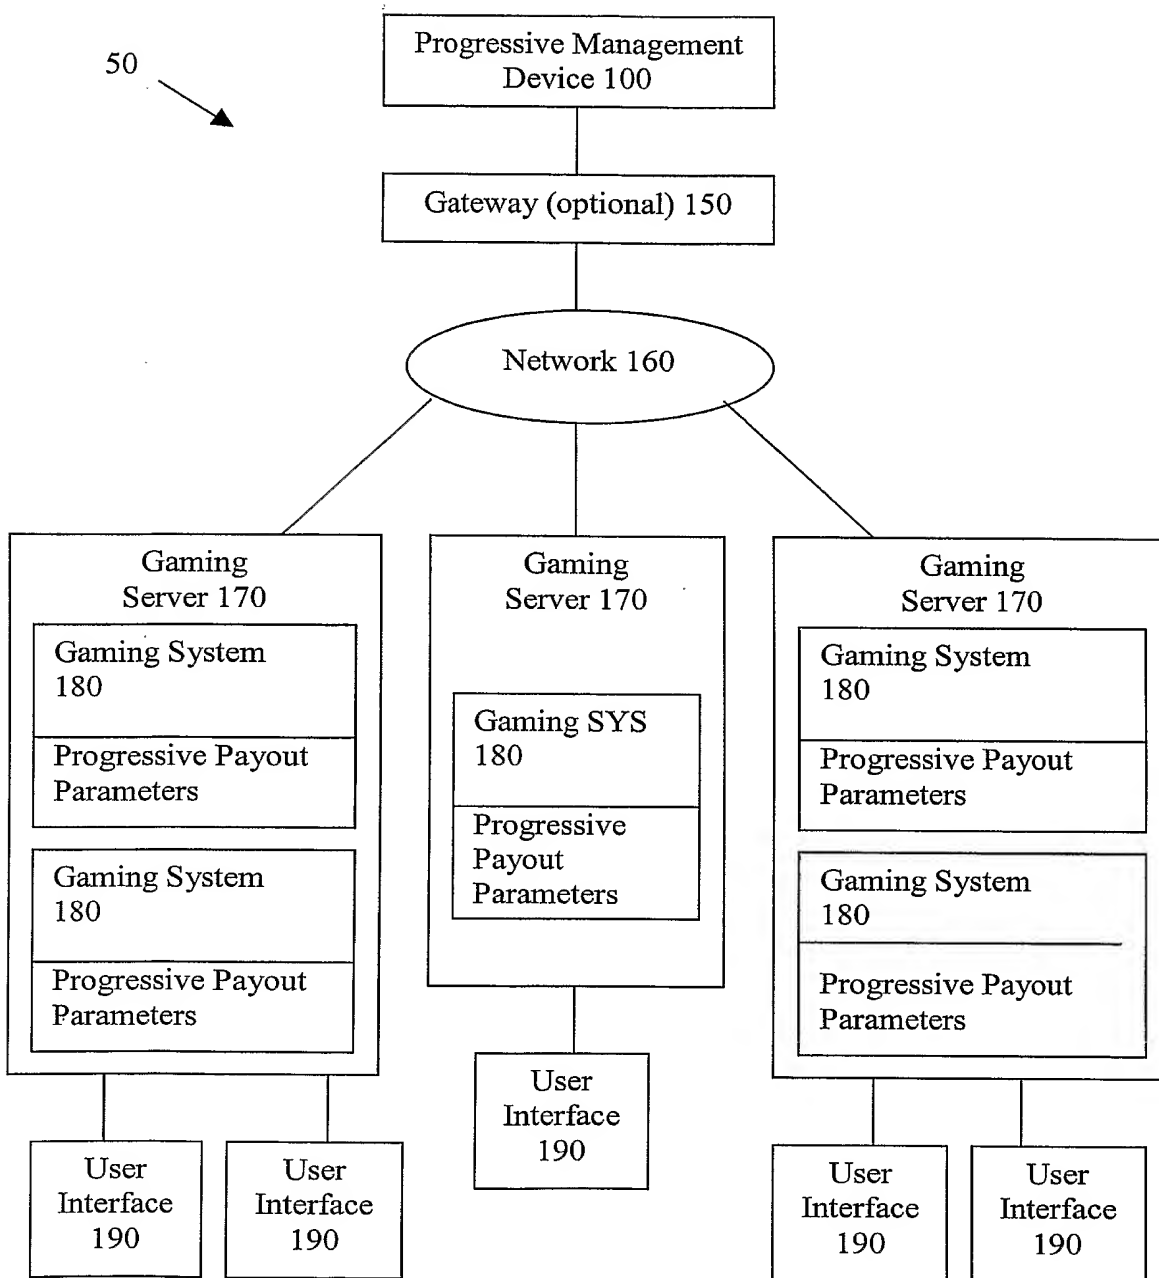 50
Progressive Management
Device 100
Gateway (optional) 150
Network 160
Gaming
Server 170
Gaming System
180
Progressive Payout
Parameters
Gaming System
180
Progressive Payout
Parameters
User
Interface
190
User
Interface
190
Gaming
Server 170
Gaming SYS
180
Progressive
Payout
Parameters
User
Interface
190
Gaming
Server 170
Gaming System
180
Progressive Payout
Parameters
Gaming System
180
Progressive Payout
Parameters
User
Interface
190
User
Interface
190